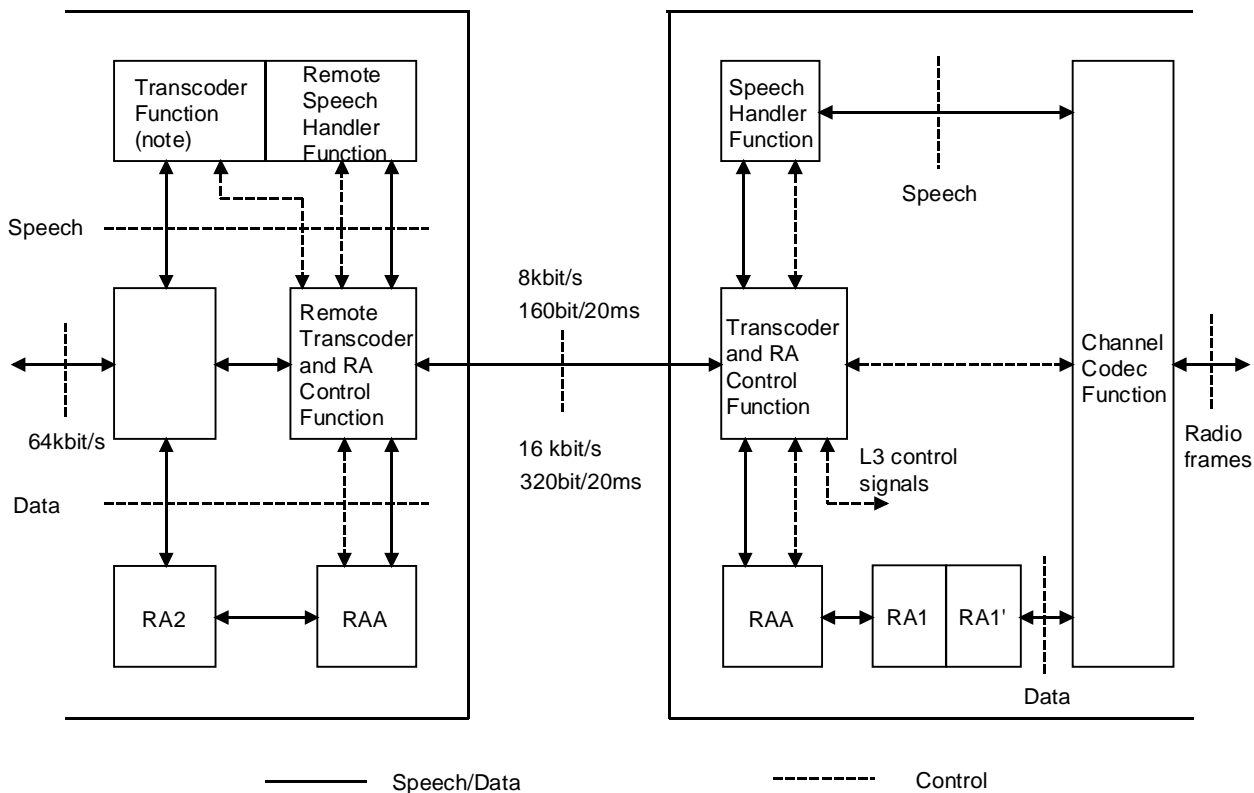 Transcoder
Function
(note)
Remote
Speech
Handler
Function
Speech
Handler
Function
Speech
Speech
8kbit/s
160bit/20ms
Remote
Transcoder
and RA
Control
Function
Transcoder
and RA
Control
Function
Channel
Codec
Function
64kbit/s
16 kbit/s
320bit/20ms
L3 control
signals
Radio
frames
Data
RA2
RAA
RAA
RA1
RA1'
Data
Speech/Data
Control